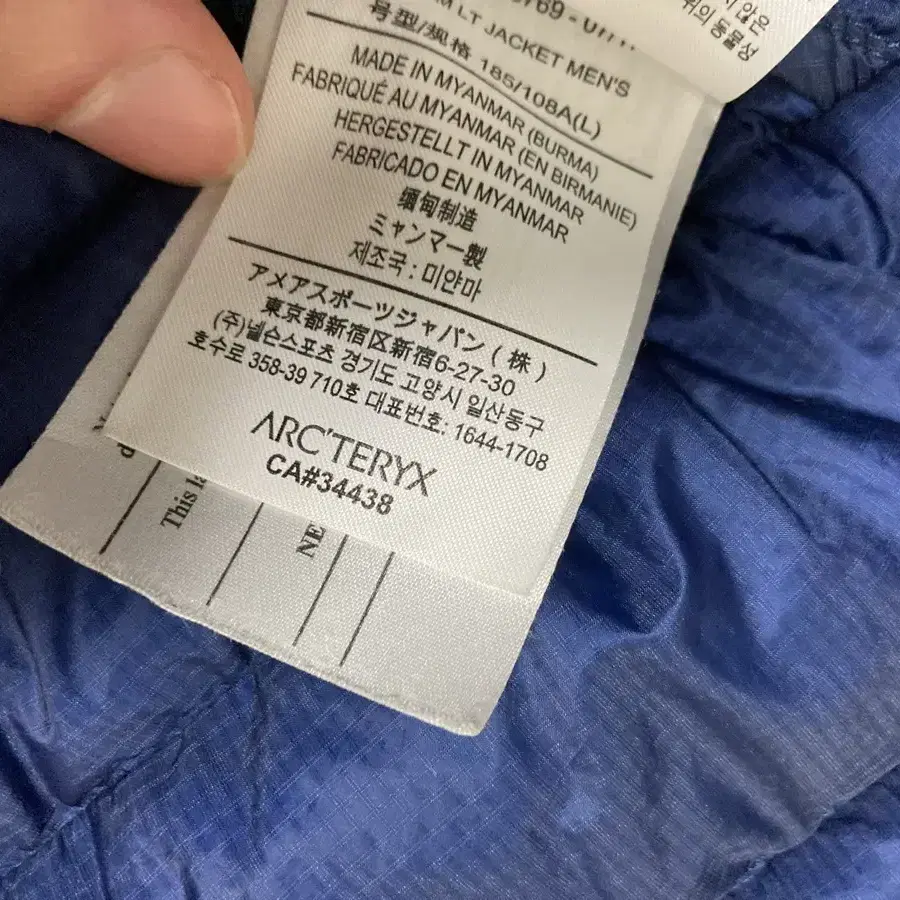 LT JACKET MEN'S
号型/规格 185/108A(L)
MADE IN MYANMAR (BURMA)
FABRIQUÉ AU MYANMAR (EN BIRMANIE)
HERGESTELLT IN MYANMAR
FABRICADO EN MYANMAR
缅甸制造
ミャンマー製
제조국 : 미얀마
アメアスポーツジャパン(株)
東京都新宿区新宿6-27-30
(주)넬슨스포츠 경기도 고양시 일산동구
호수로 358-39 710호 대표번호: 1644-1708
ARC'TERYX
CA#34438
This
NE